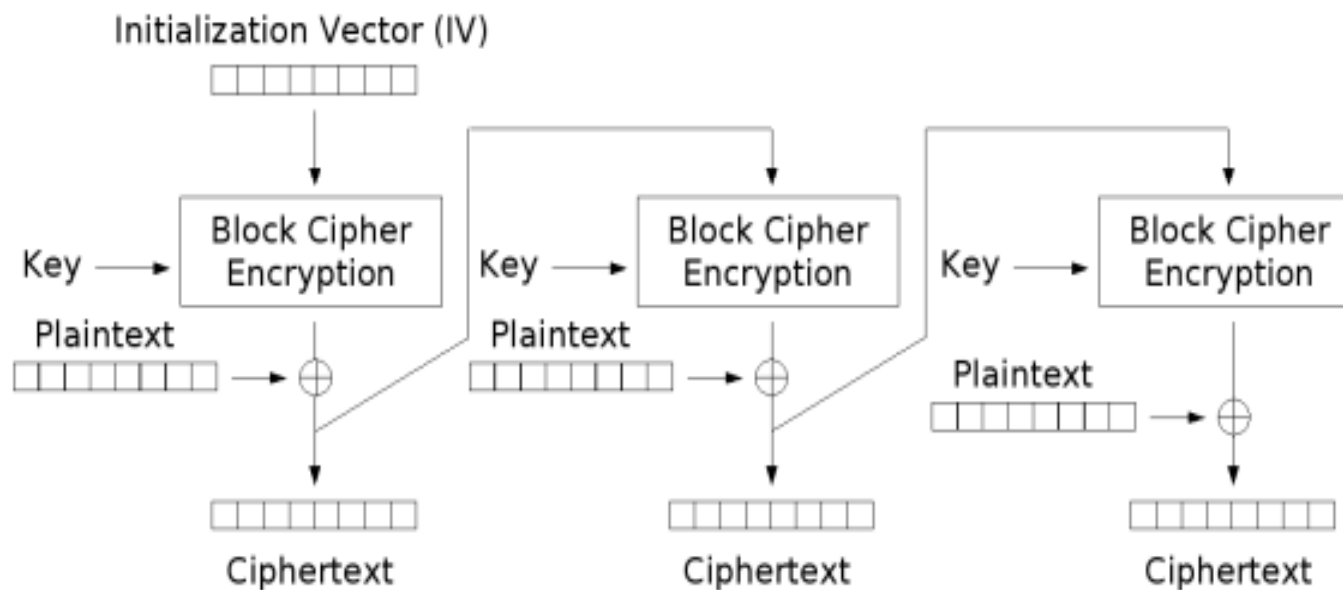 Initialization Vector (IV)
Block Cipher
Encryption
Block Cipher
Encryption
Block Cipher
Encryption
Key
Key
Key
Plaintext
Plaintext
Plaintext
Ciphertext
Ciphertext
Ciphertext